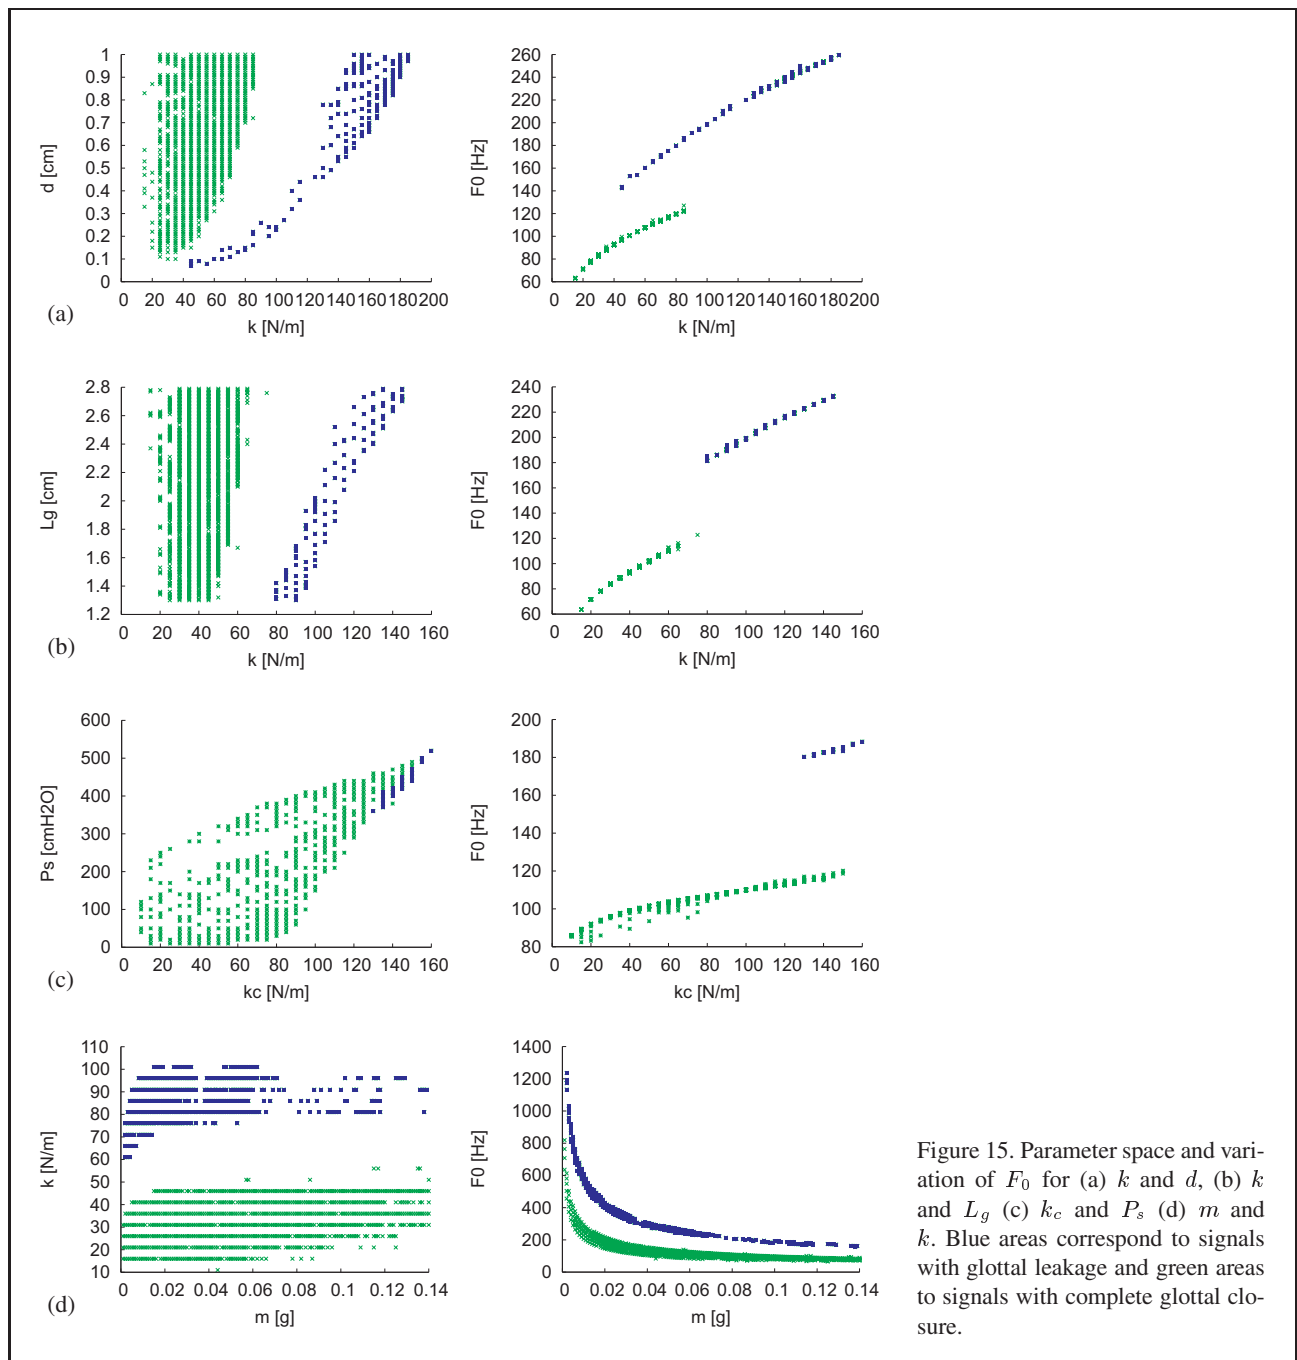 1
0.9
0.8
0.7
0.6
0.5
0.4
0.3
0.2
0.1
0
d [cm]
0 20 40 60 80 100 120 140 160 180 200
k [N/m]
(a)
260
240
220
200
180
160
140
120
100
80
60
F0 [Hz]
0 20 40 60 80 100 120 140 160 180 200
k [N/m]
2.8
2.6
2.4
2.2
2
1.8
1.6
1.4
1.2
Lg [cm]
0 20 40 60 80 100 120 140 160
k [N/m]
(b)
240
220
200
180
160
140
120
100
80
60
F0 [Hz]
0 20 40 60 80 100 120 140 160
k [N/m]
600
500
400
300
200
100
0
Ps [cmH2O]
0 20 40 60 80 100 120 140 160
kc [N/m]
(c)
200
180
160
140
120
100
80
F0 [Hz]
0 20 40 60 80 100 120 140 160
kc [N/m]
110
100
90
80
70
60
50
40
30
20
10
k [N/m]
0 0.02 0.04 0.06 0.08 0.1 0.12 0.14
m [g]
(d)
1400
1200
1000
800
600
400
200
0
F0 [Hz]
0 0.02 0.04 0.06 0.08 0.1 0.12 0.14
m [g]
Figure 15. Parameter space and vari-
ation of F0 for (a) k and d, (b) k
and Lg (c) kc and Ps (d) m and
k. Blue areas correspond to signals
with glottal leakage and green areas
to signals with complete glottal clo-
sure.